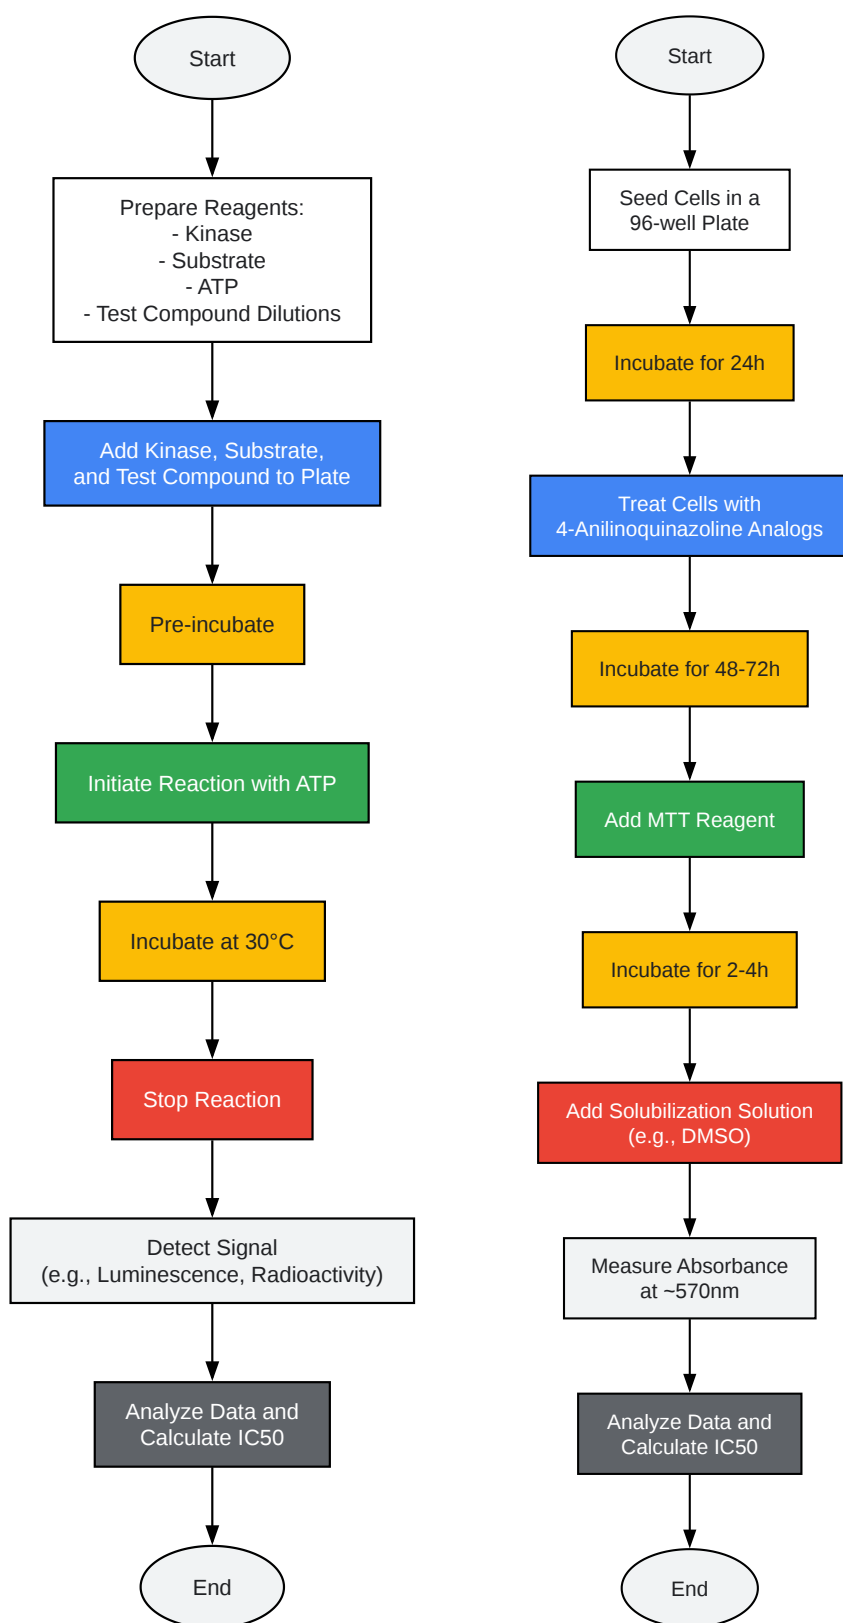 Start
Prepare Reagents:
- Kinase
- Substrate
- ATP
- Test Compound Dilutions
Add Kinase, Substrate,
and Test Compound to Plate
Pre-incubate
Initiate Reaction with ATP
Incubate at 30°C
Stop Reaction
Detect Signal
(e.g., Luminescence, Radioactivity)
Analyze Data and
Calculate IC50
End
Start
Seed Cells in a
96-well Plate
Incubate for 24h
Treat Cells with
4-Anilinoquinazoline Analogs
Incubate for 48-72h
Add MTT Reagent
Incubate for 2-4h
Add Solubilization Solution
(e.g., DMSO)
Measure Absorbance
at ~570nm
Analyze Data and
Calculate IC50
End